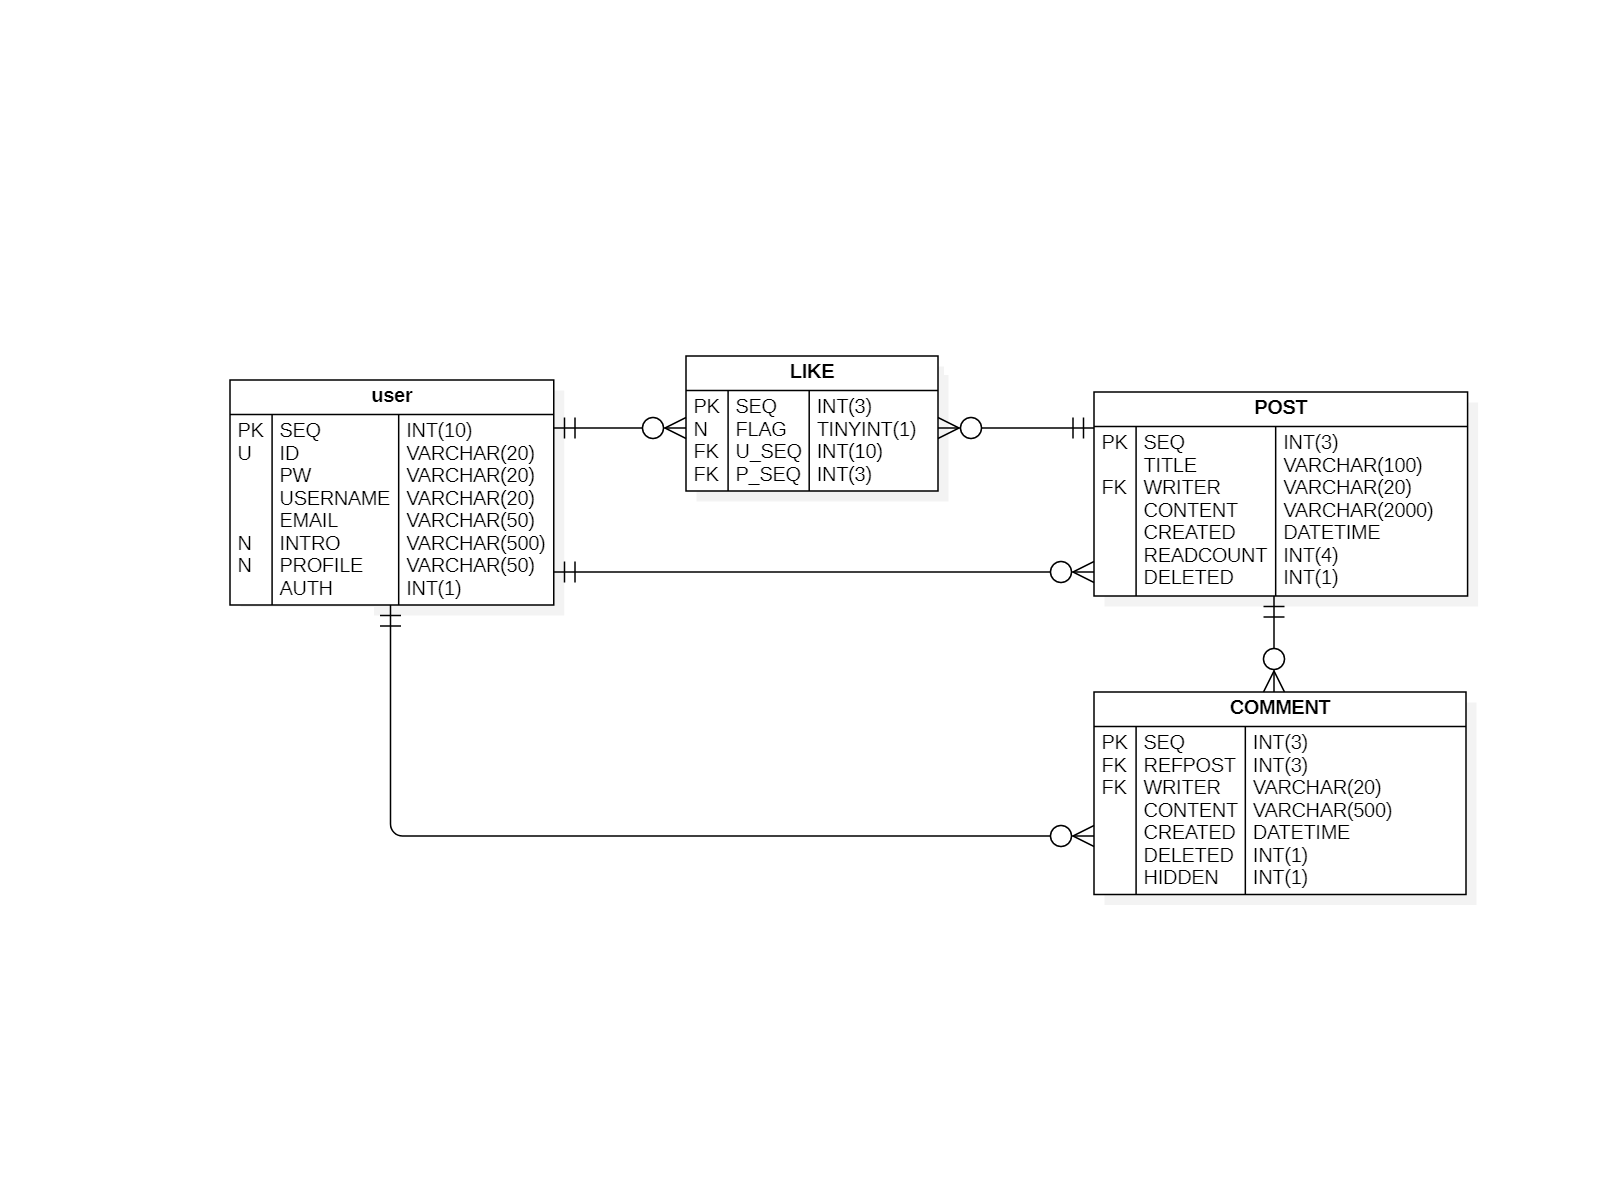 user
PK SEQ INT(10)
U ID VARCHAR(20)
PW VARCHAR(20)
USERNAME VARCHAR(20)
EMAIL VARCHAR(50)
N INTRO VARCHAR(500)
N PROFILE VARCHAR(50)
AUTH INT(1)
LIKE
PK SEQ INT(3)
N FLAG TINYINT(1)
FK U_SEQ INT(10)
FK P_SEQ INT(3)
POST
PK SEQ INT(3)
TITLE VARCHAR(100)
FK WRITER VARCHAR(20)
CONTENT VARCHAR(2000)
CREATED DATETIME
READCOUNT INT(4)
DELETED INT(1)
COMMENT
PK SEQ INT(3)
FK REFPOST INT(3)
FK WRITER VARCHAR(20)
CONTENT VARCHAR(500)
CREATED DATETIME
DELETED INT(1)
HIDDEN INT(1)